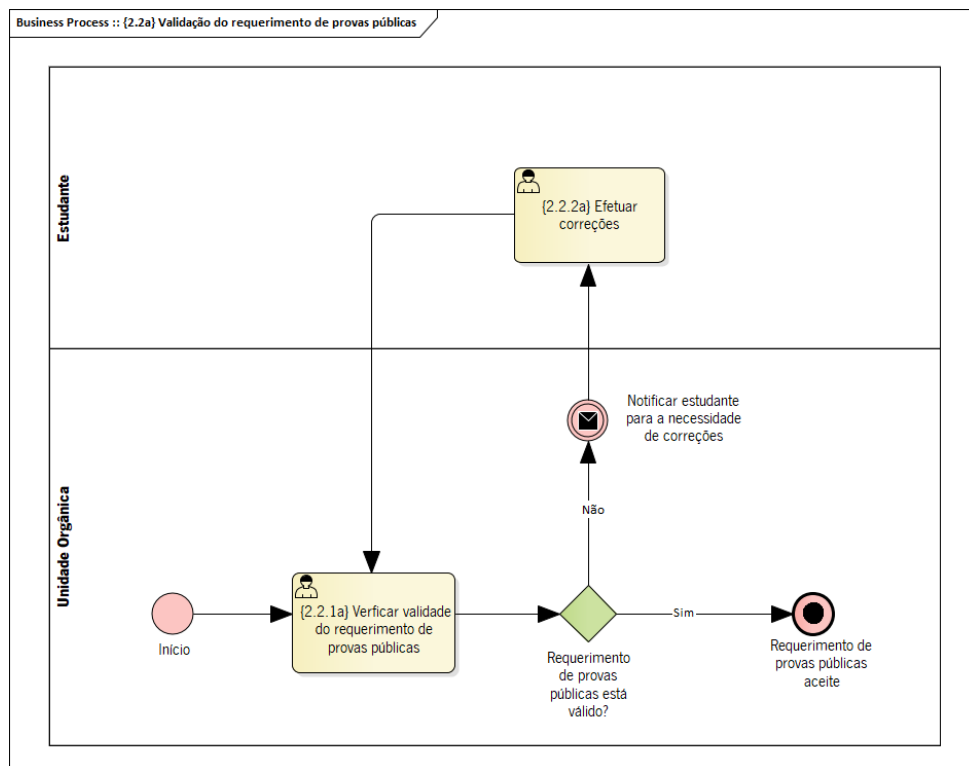 Business Process :: {2.2a} Validação do requerimento de provas públicas
Estudante
{2.2.2a} Efetuar
correções
Notificar estudante
para a necessidade
de correções
Unidade Orgânica
Não
{2.2.1a} Verficar validade
do requerimento de
provas públicas
Sim
Início
Requerimento
de provas
públicas está
válido?
Requerimento de
provas públicas
aceite